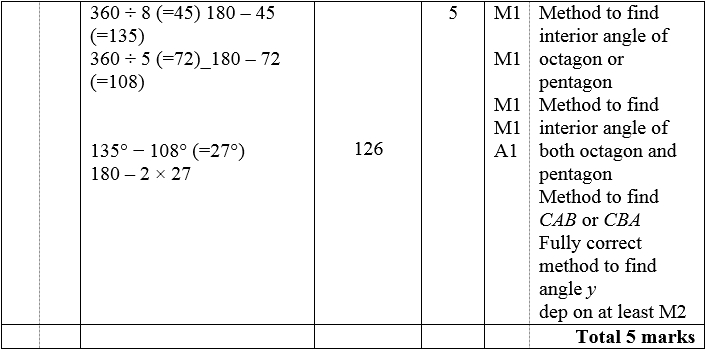 360 ÷ 8 (=45) 180 – 45
(=135)
360 ÷ 5 (=72)_180 – 72
(=108)
135° − 108° (=27°)
180 – 2 × 27
126
5
M1
M1
M1
M1
A1
Method to find
interior angle of
octagon or
pentagon
Method to find
interior angle of
both octagon and
pentagon
Method to find
CAB or CBA
Fully correct
method to find
angle y
dep on at least M2
Total 5 marks